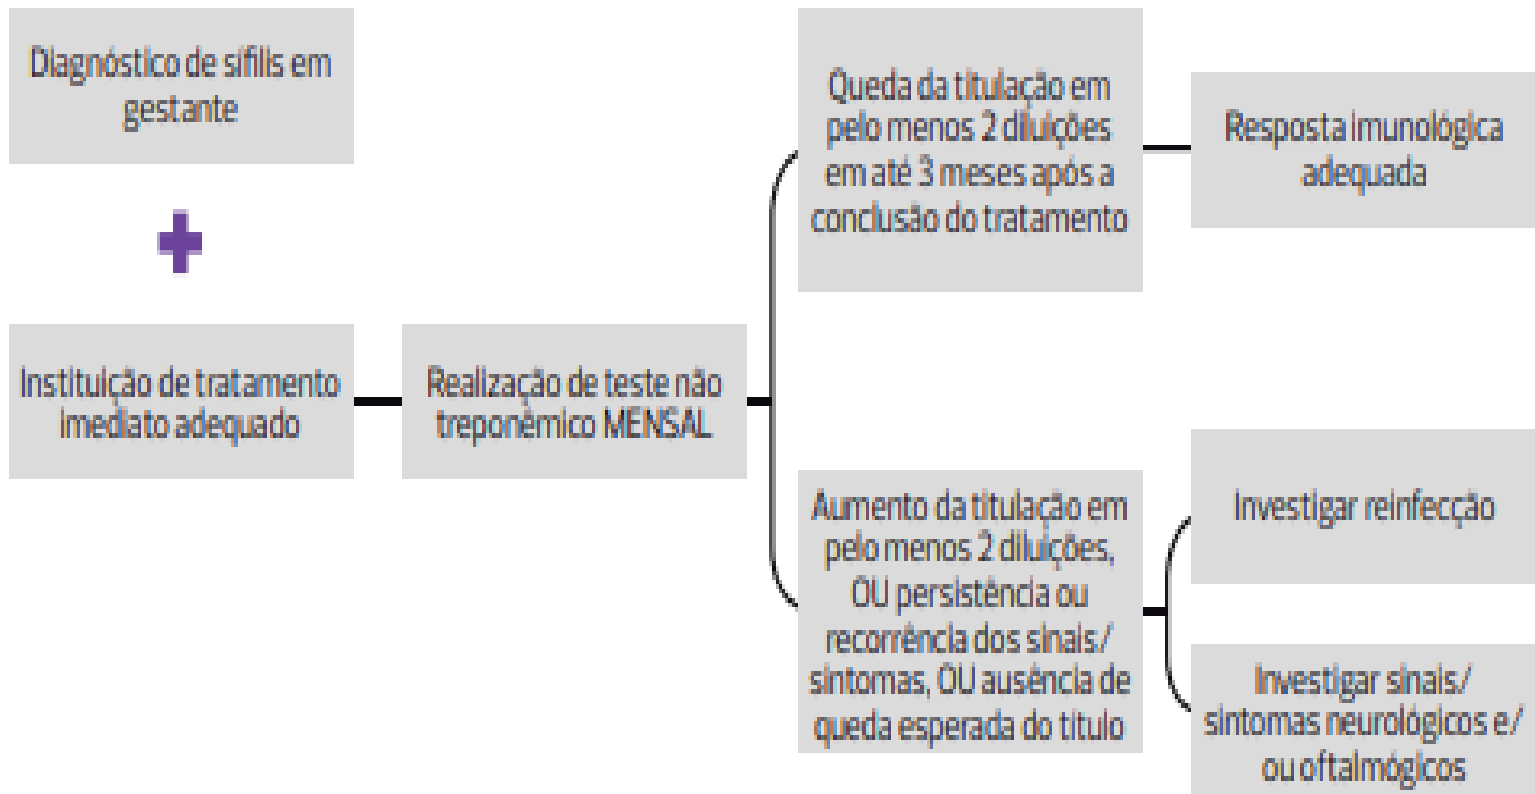 Diagnóstico de sífilis em
gestante
Instituição de tratamento
imediato adequado
Realização de teste não
treponêmico MENSAL
Queda da titulação em
pelo menos 2 diluições
em até 3 meses após a
conclusão do tratamento
Resposta imunológica
adequada
Aumento da titulação em
pelo menos 2 diluições,
OU persistência ou
recorrência dos sinais/
sintomas, OU ausência de
queda esperada do título
Investigar reinfecção
Investigar sinais/
sintomas neurológicos e/
ou oftalmógicos